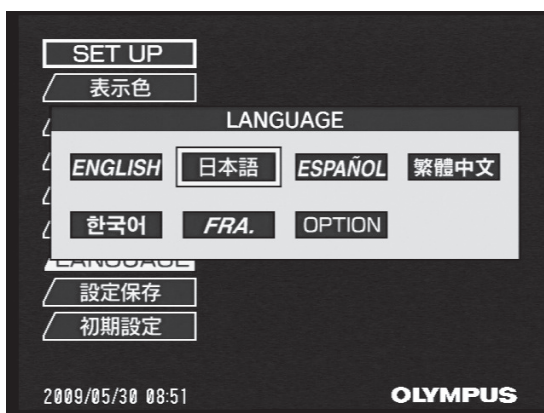 SET UP
表示色
LANGUAGE
ENGLISH 日本語 ESPAÑOL 繁體中文
한국어 FRA. OPTION
LANGUAGE
設定保存
初期設定
2009/05/30 08:51 OLYMPUS